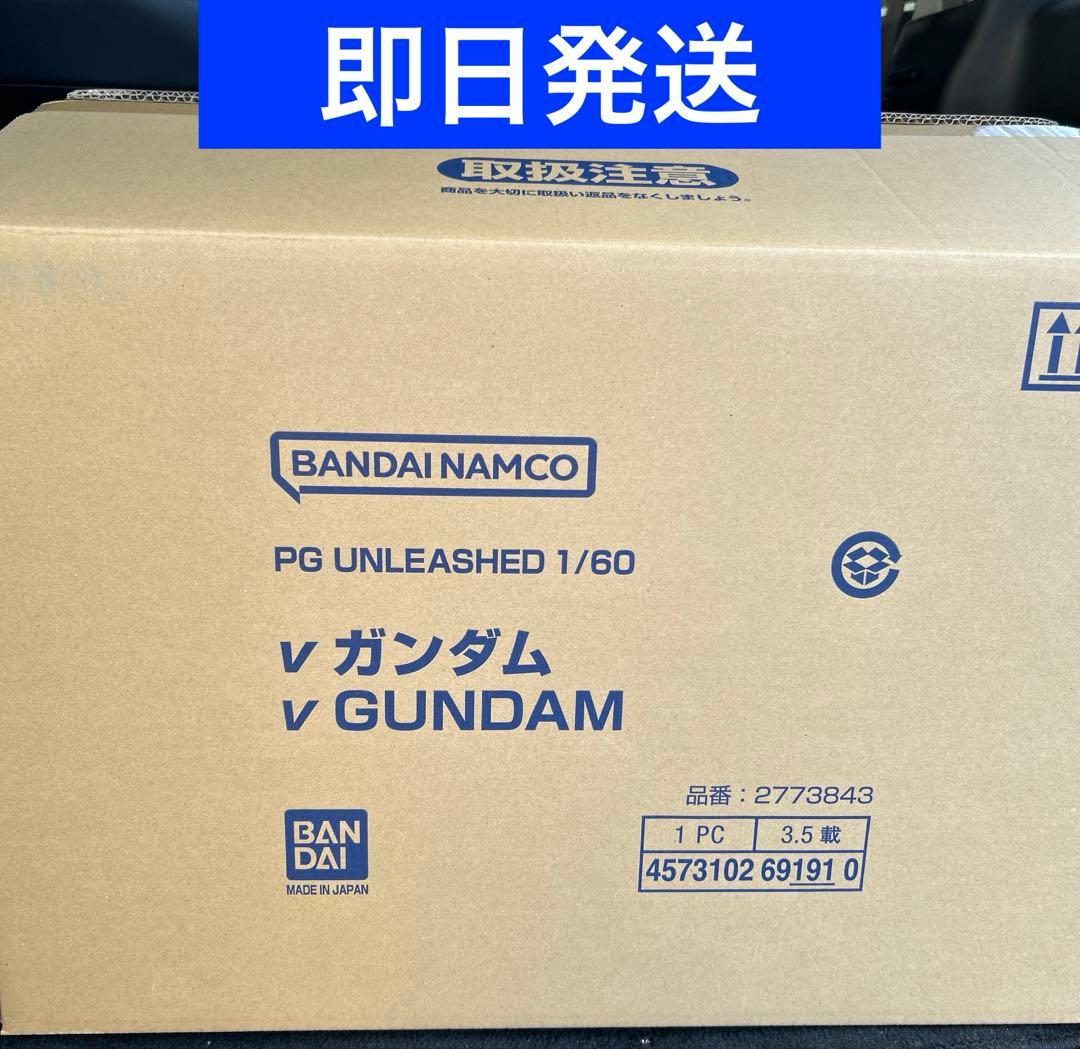 即日発送
取扱注意
商品を大切に取扱い返品をなくしましょう。
BANDAI NAMCO
PG UNLEASHED 1/60
ν ガンダム
ν GUNDAM
品番：2773843
1 PC 3.5 載
4573102 69191 0
BAN
DAI
MADE IN JAPAN